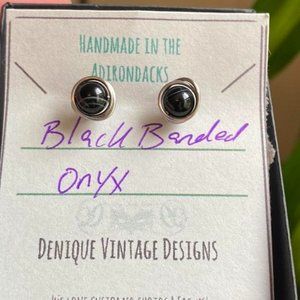 HANDMADE IN THE
ADIRONDACKS
Black Banded
Onyx
DENIQUE VINTAGE DESIGNS